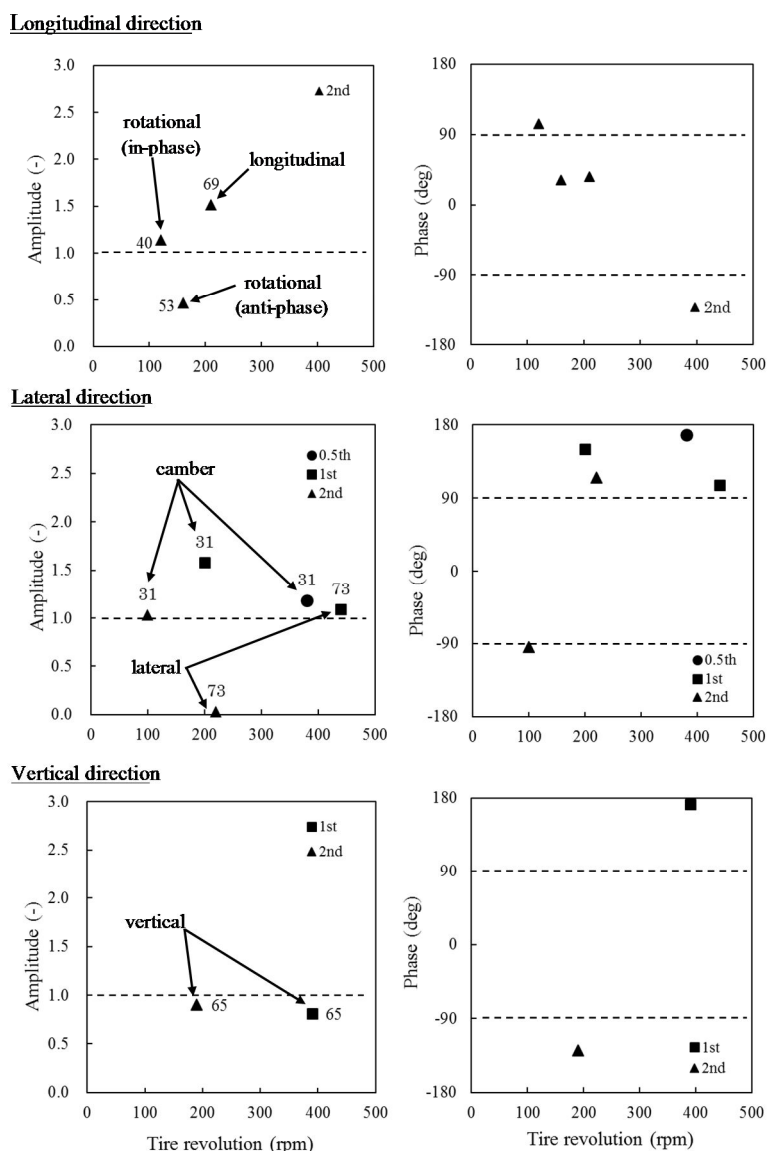 Longitudinal direction
3.0
2.5
2.0
1.5
1.0
0.5
0.0
Amplitude (-)
0
100
200
300
400
500
rotational
(in-phase)
longitudinal
69
40
53
rotational
(anti-phase)
2nd
180
90
0
-90
-180
Phase (deg)
0
100
200
300
400
500
2nd
Lateral direction
3.0
2.5
2.0
1.5
1.0
0.5
0.0
Amplitude (-)
0
100
200
300
400
500
camber
31
31
31
73
lateral
73
0.5th
1st
2nd
180
90
0
-90
-180
Phase (deg)
0
100
200
300
400
500
0.5th
1st
2nd
Vertical direction
3.0
2.5
2.0
1.5
1.0
0.5
0.0
Amplitude (-)
0
100
200
300
400
500
vertical
65
65
1st
2nd
Tire revolution (rpm)
180
90
0
-90
-180
Phase (deg)
0
100
200
300
400
500
1st
2nd
Tire revolution (rpm)